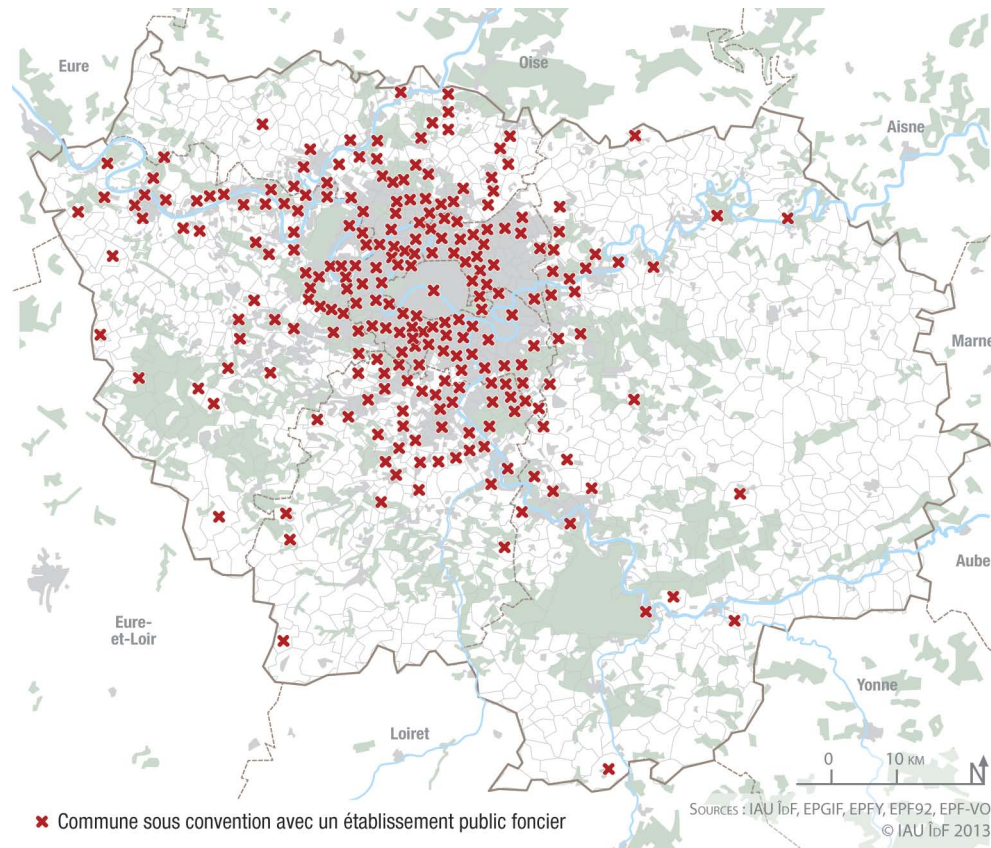 Eure
Oise
Aisne
Marne
Aube
Eure-
et-Loir
Yonne
Loiret
0 10 KM
N
✖ Commune sous convention avec un établissement public foncier
SOURCES : IAU ÎDF, EPGIF, EPFY, EPF92, EPF-VO
© IAU ÎDF 2013